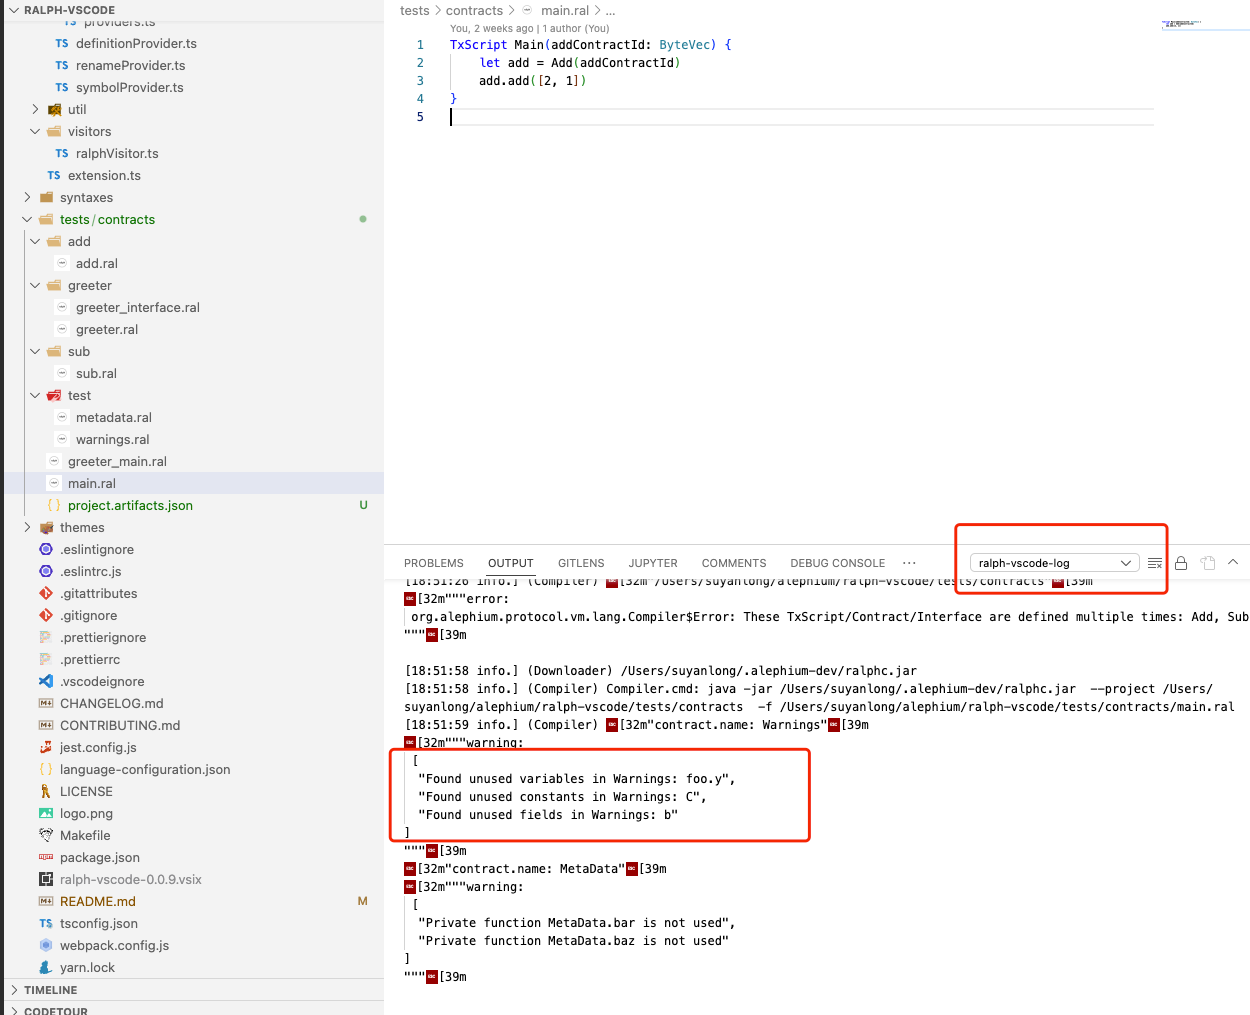 RALPH-VSCODE
providers.ts
TS definitionProvider.ts
TS renameProvider.ts
TS symbolProvider.ts
util
visitors
TS ralphVisitor.ts
TS extension.ts
syntaxes
tests/contracts
add
add.ral
greeter
greeter_interface.ral
greeter.ral
sub
sub.ral
test
metadata.ral
warnings.ral
greeter_main.ral
main.ral
{ } project.artifacts.json U
themes
.eslintignore
.eslintrc.js
.gitattributes
.gitignore
.prettierignore
.prettierrc
.vscodeignore
CHANGELOG.md
CONTRIBUTING.md
jest.config.js
{ } language-configuration.json
LICENSE
logo.png
Makefile
package.json
ralph-vscode-0.0.9.vsix
README.md M
TS tsconfig.json
webpack.config.js
yarn.lock
TIMELINE
CODETOUR
tests > contracts > main.ral > ...
You, 2 weeks ago | 1 author (You)
1 TxScript Main(addContractId: ByteVec) {
2 let add = Add(addContractId)
3 add.add([2, 1])
4 }
5
PROBLEMS OUTPUT GITLENS JUPYTER COMMENTS DEBUG CONSOLE ··· ralph-vscode-log
[18:51:26 info.] (Compiler) ESC[32m"/Users/suyanlong/alephium/ralph-vscode/tests/contracts"ESC[39m
ESC[32m"""error:
org.alephium.protocol.vm.lang.Compiler$Error: These TxScript/Contract/Interface are defined multiple times: Add, Sub
"""ESC[39m
[18:51:58 info.] (Downloader) /Users/suyanlong/.alephium-dev/ralphc.jar
[18:51:58 info.] (Compiler) Compiler.cmd: java -jar /Users/suyanlong/.alephium-dev/ralphc.jar --project /Users/
suyanlong/alephium/ralph-vscode/tests/contracts -f /Users/suyanlong/alephium/ralph-vscode/tests/contracts/main.ral
[18:51:59 info.] (Compiler) ESC[32m"contract.name: Warnings"ESC[39m
ESC[32m"""warning:
[
"Found unused variables in Warnings: foo.y",
"Found unused constants in Warnings: C",
"Found unused fields in Warnings: b"
]
"""ESC[39m
ESC[32m"contract.name: MetaData"ESC[39m
ESC[32m"""warning:
[
"Private function MetaData.bar is not used",
"Private function MetaData.baz is not used"
]
"""ESC[39m